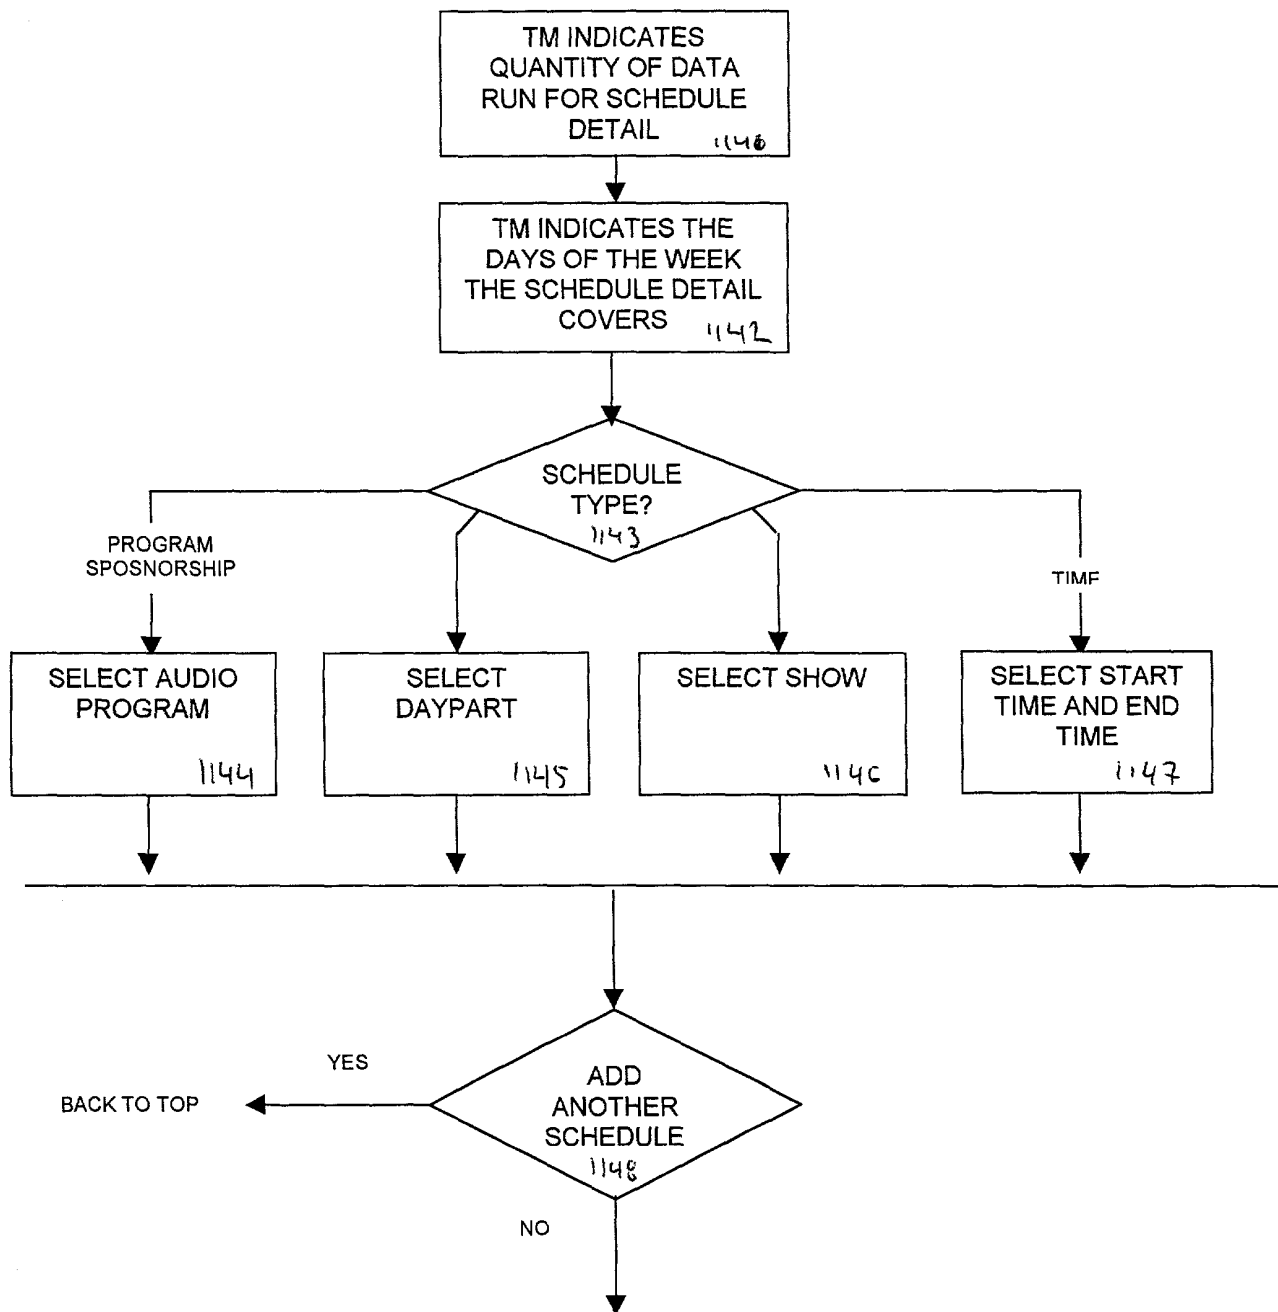 TM INDICATES
QUANTITY OF DATA
RUN FOR SCHEDULE
DETAIL
TM INDICATES THE
DAYS OF THE WEEK
THE SCHEDULE DETAIL
COVERS
1142
SCHEDULE
TYPE?
1143
PROGRAM
SPOSNORSHIP
TIME
SELECT AUDIO
PROGRAM
1144
SELECT
DAYPART
1145
SELECT SHOW
1146
SELECT START
TIME AND END
TIME
1147
YES
BACK TO TOP
ADD
ANOTHER
SCHEDULE
1148
NO